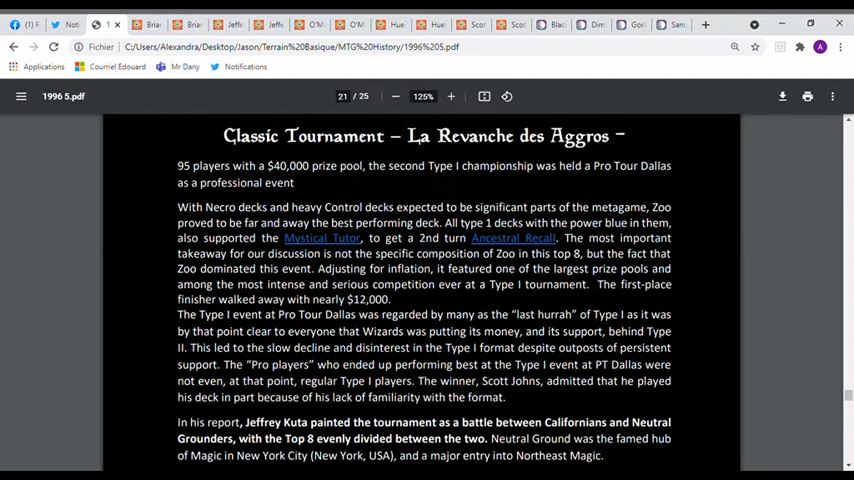 (1) F
Noti
1
Briar
Briar
Jeffe
Jeffe
O'M
O'M
Hue
Hue
Scot
Scot
Blac
Dim
Gori
Sanc
Fichier
C:/Users/Alexandra/Desktop/Jason/Terrain%20Basique/MTG%20History/1996%205.pdf
A
Applications
Courriel Edouard
Mr Dany
Notifications
1996 5.pdf
21 / 25
125%
Classic Tournament – La Revanche des Aggros –
95 players with a $40,000 prize pool, the second Type I championship was held a Pro Tour Dallas
as a professional event
With Necro decks and heavy Control decks expected to be significant parts of the metagame, Zoo
proved to be far and away the best performing deck. All type 1 decks with the power blue in them,
also supported the Mystical Tutor, to get a 2nd turn Ancestral Recall. The most important
takeaway for our discussion is not the specific composition of Zoo in this top 8, but the fact that
Zoo dominated this event. Adjusting for inflation, it featured one of the largest prize pools and
among the most intense and serious competition ever at a Type I tournament. The first-place
finisher walked away with nearly $12,000.
The Type I event at Pro Tour Dallas was regarded by many as the “last hurrah” of Type I as it was
by that point clear to everyone that Wizards was putting its money, and its support, behind Type
II. This led to the slow decline and disinterest in the Type I format despite outposts of persistent
support. The “Pro players” who ended up performing best at the Type I event at PT Dallas were
not even, at that point, regular Type I players. The winner, Scott Johns, admitted that he played
his deck in part because of his lack of familiarity with the format.
In his report, Jeffrey Kuta painted the tournament as a battle between Californians and Neutral
Grounders, with the Top 8 evenly divided between the two. Neutral Ground was the famed hub
of Magic in New York City (New York, USA), and a major entry into Northeast Magic.